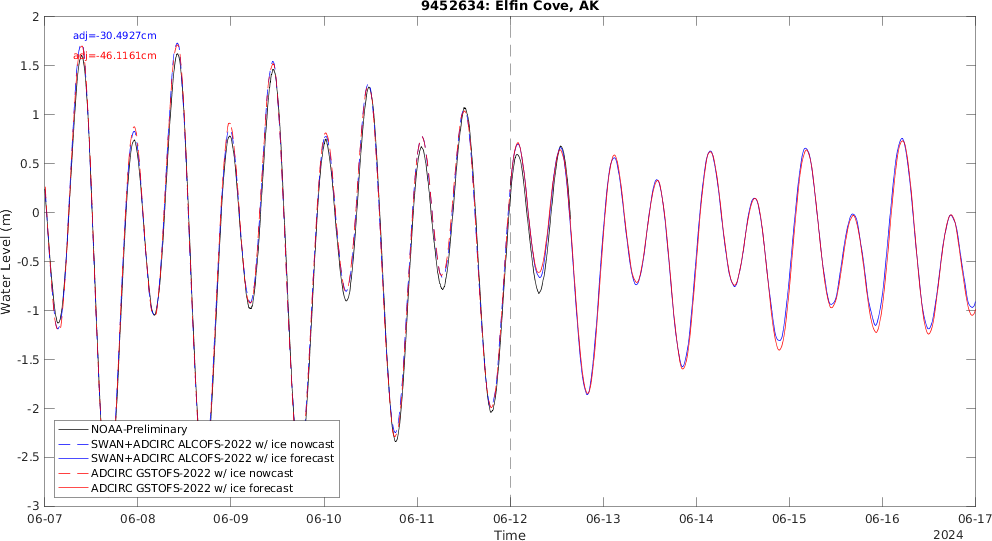 9452634: Elfin Cove, AK
adj=-30.4927cm
adj=-46.1161cm
Water Level (m)
2
1.5
1
0.5
0
-0.5
-1
-1.5
-2
-2.5
-3
NOAA-Preliminary
SWAN+ADCIRC ALCOFS-2022 w/ ice nowcast
SWAN+ADCIRC ALCOFS-2022 w/ ice forecast
ADCIRC GSTOFS-2022 w/ ice nowcast
ADCIRC GSTOFS-2022 w/ ice forecast
06-07 06-08 06-09 06-10 06-11 06-12 06-13 06-14 06-15 06-16 06-17
Time
2024